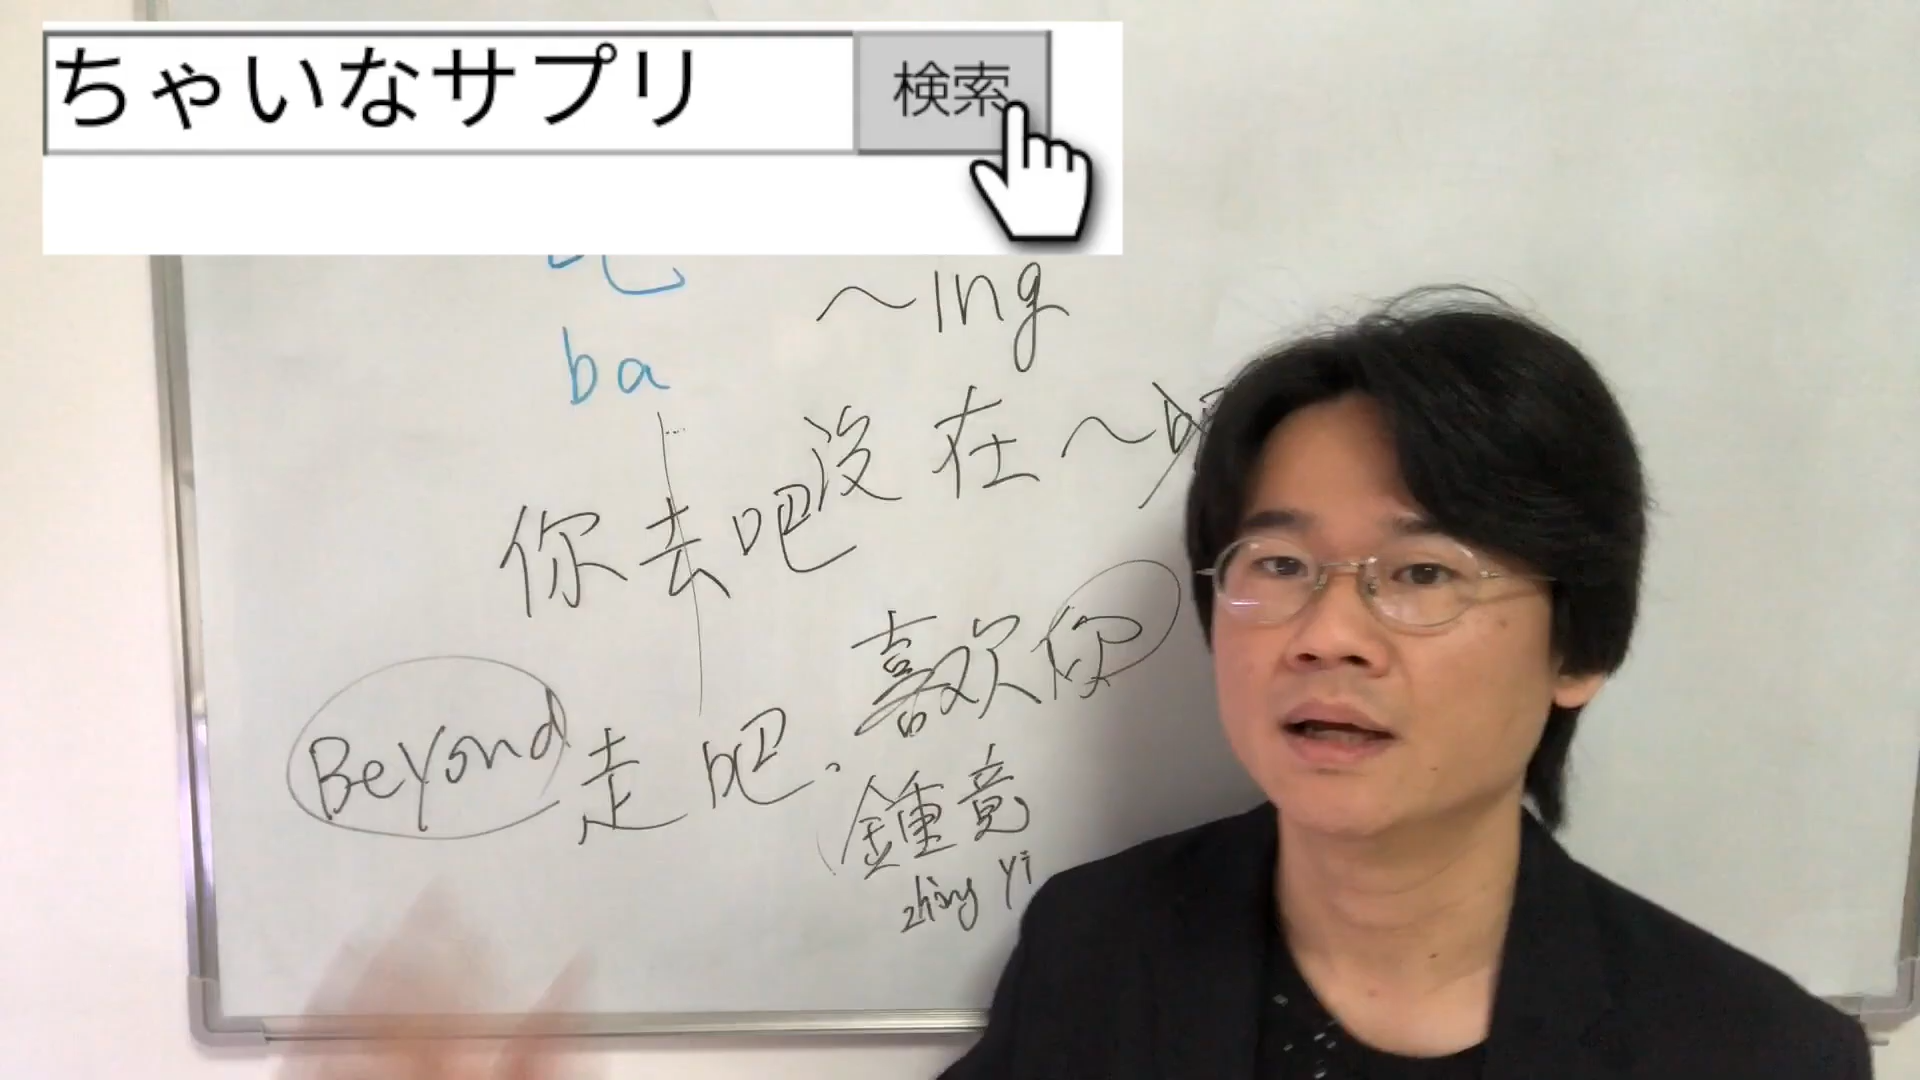 ちゃいなサプリ 検索
~ing
ba
没 在~
你去吧
喜欢你
Beyond 走吧.
鍾意
zhòng yì